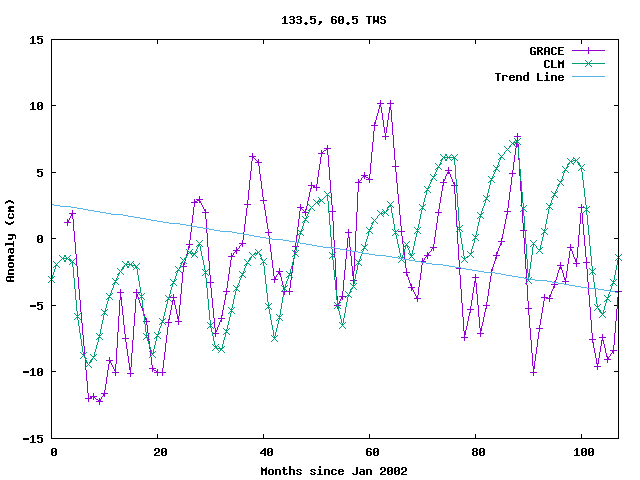 133.5, 60.5 TWS
GRACE
CLM
Trend Line
15
10
5
0
-5
-10
-15
Anomaly (cm)
0 20 40 60 80 100
Months since Jan 2002